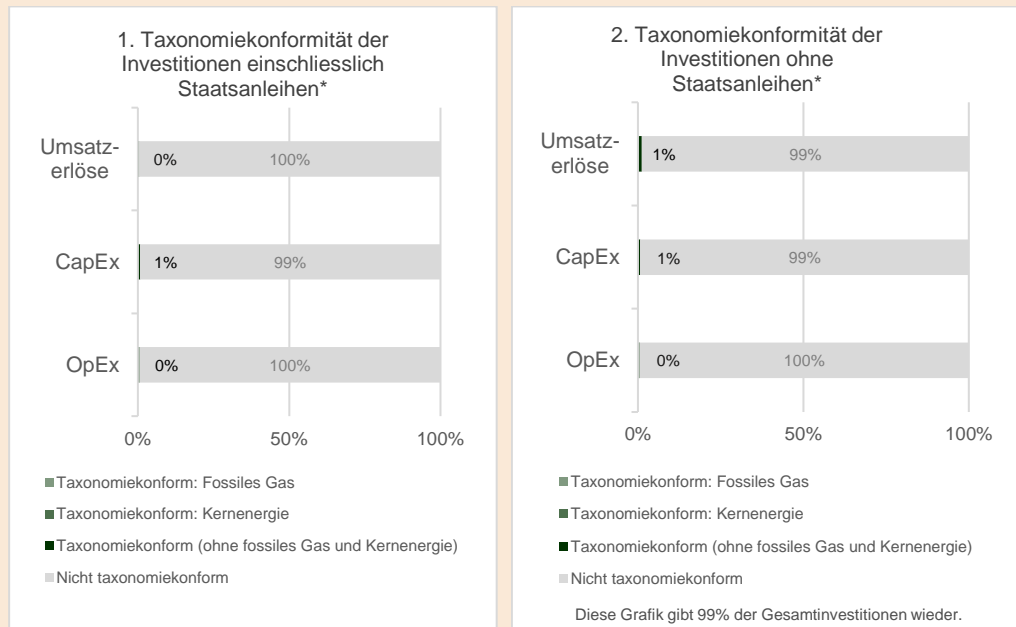 1. Taxonomiekonformität der
Investitionen einschliesslich
Staatsanleihen*
Umsatz-
erlöse
0% 100%
CapEx 1% 99%
OpEx 0% 100%
0% 50% 100%
Taxonomiekonform: Fossiles Gas
Taxonomiekonform: Kernenergie
Taxonomiekonform (ohne fossiles Gas und Kernenergie)
Nicht taxonomiekonform
2. Taxonomiekonformität der
Investitionen ohne
Staatsanleihen*
Umsatz-
erlöse
1% 99%
CapEx 1% 99%
OpEx 0% 100%
0% 50% 100%
Taxonomiekonform: Fossiles Gas
Taxonomiekonform: Kernenergie
Taxonomiekonform (ohne fossiles Gas und Kernenergie)
Nicht taxonomiekonform
Diese Grafik gibt 99% der Gesamtinvestitionen wieder.